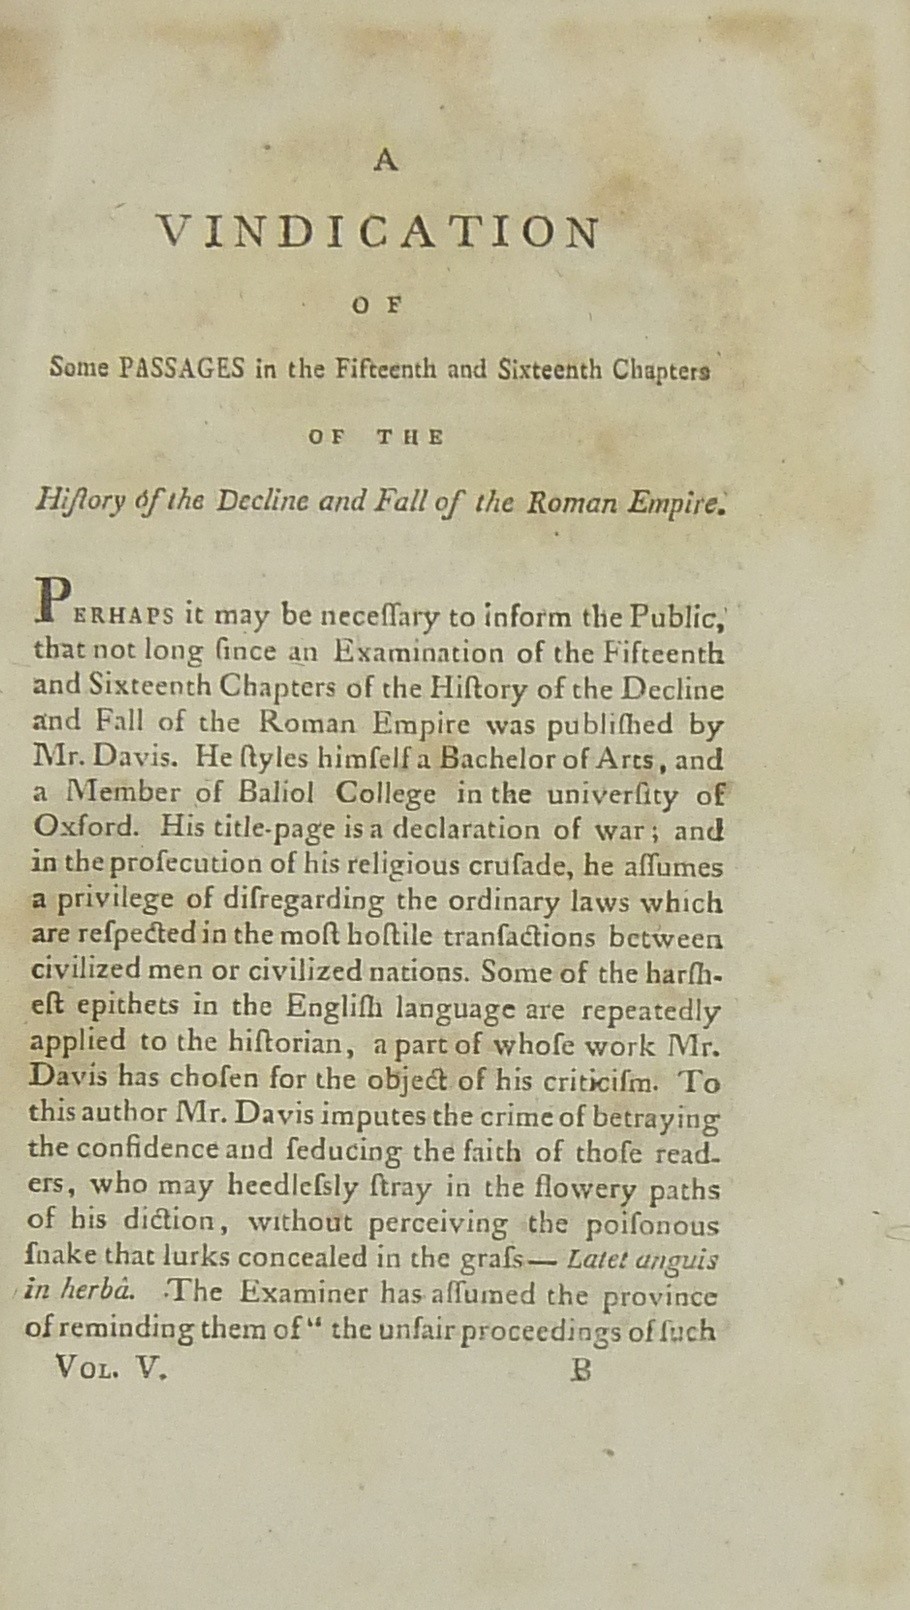 A
VINDICATION
OF
Some PASSAGES in the Fifteenth and Sixteenth Chapters
OF THE
Hiſtory of the Decline and Fall of the Roman Empire.
PERHAPS it may be neceſſary to inform the Public,
that not long ſince an Examination of the Fifteenth
and Sixteenth Chapters of the Hiſtory of the Decline
and Fall of the Roman Empire was publiſhed by
Mr. Davis. He ſtyles himſelf a Bachelor of Arts, and
a Member of Baliol College in the univerſity of
Oxford. His title-page is a declaration of war; and
in the proſecution of his religious cruſade, he aſſumes
a privilege of diſregarding the ordinary laws which
are reſpected in the moſt hoſtile tranſactions between
civilized men or civilized nations. Some of the harſh-
eſt epithets in the Engliſh language are repeatedly
applied to the hiſtorian, a part of whoſe work Mr.
Davis has choſen for the object of his criticiſm. To
this author Mr. Davis imputes the crime of betraying
the confidence and ſeducing the faith of thoſe read-
ers, who may heedleſsly ſtray in the flowery paths
of his diction, without perceiving the poiſonous
ſnake that lurks concealed in the graſs— Latet anguis
in herbâ. The Examiner has aſſumed the province
of reminding them of “ the unfair proceedings of ſuch
VOL. V. B